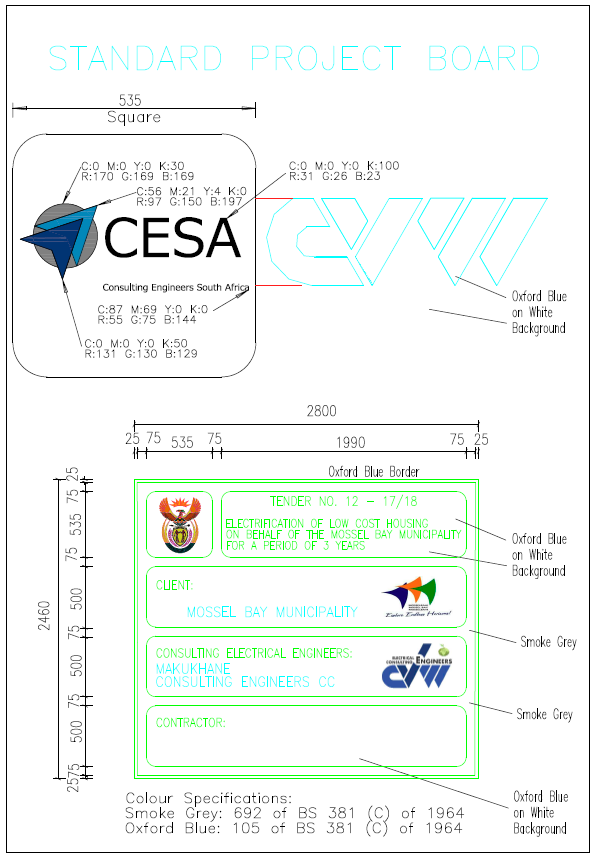 STANDARD PROJECT BOARD
535
Square
C:0 M:0 Y:0 K:30
R:170 G:169 B:169
C:56 M:21 Y:4 K:0
R:97 G:150 B:197
C:0 M:0 Y:0 K:100
R:31 G:26 B:23
CESA
Consulting Engineers South Africa
C:87 M:69 Y:0 K:0
R:55 G:75 B:144
C:0 M:0 Y:0 K:50
R:131 G:130 B:129
CVW
Oxford Blue
on White
Background
2800
25 75 535 75 1990 75 25
Oxford Blue Border
25
75
535
75
500
75
500
75
500
75
25
2460
TENDER NO. 12 - 17/18
ELECTRIFICATION OF LOW COST HOUSING
ON BEHALF OF THE MOSSEL BAY MUNICIPALITY
FOR A PERIOD OF 3 YEARS
Oxford Blue
on White
Background
CLIENT:
MOSSEL BAY MUNICIPALITY
Explore Endless Horizons!
Smoke Grey
CONSULTING ELECTRICAL ENGINEERS:
MAKUKHANE
CONSULTING ENGINEERS CC
ELECTRICAL
CONSULTING ENGINEERS
CVW
Smoke Grey
CONTRACTOR:
Oxford Blue
on White
Background
Colour Specifications:
Smoke Grey: 692 of BS 381 (C) of 1964
Oxford Blue: 105 of BS 381 (C) of 1964